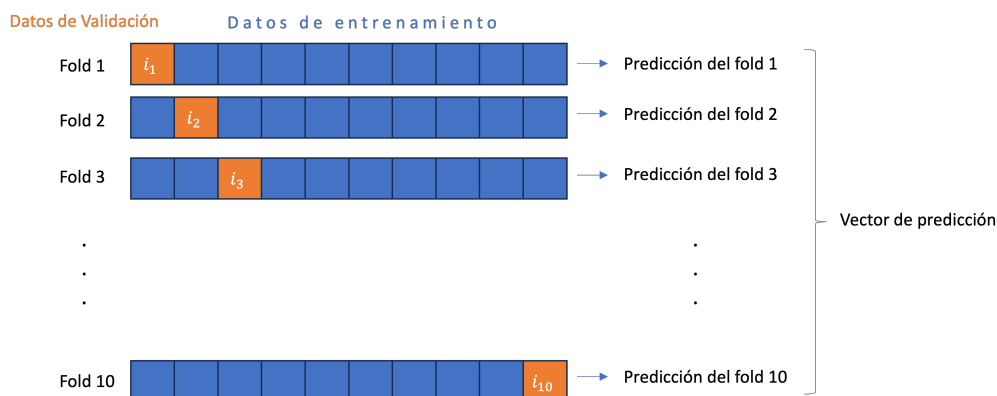 Datos de Validación
Datos de entrenamiento
Fold 1
i₁
Predicción del fold 1
Fold 2
i₂
Predicción del fold 2
Fold 3
i₃
Predicción del fold 3
.
.
.
.
.
.
Vector de predicción
Fold 10
i₁₀
Predicción del fold 10